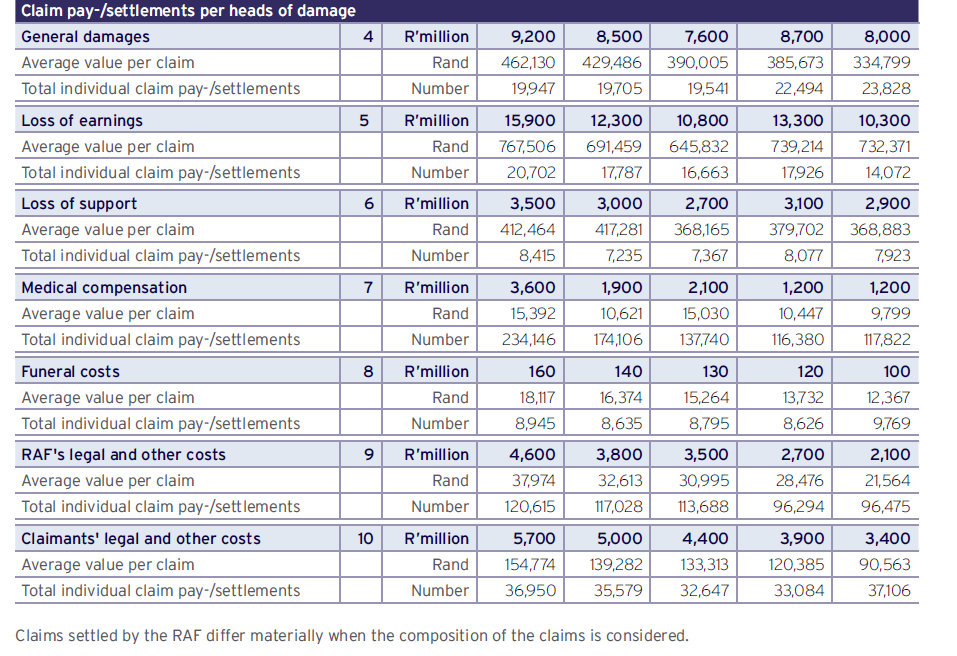 Claim pay-/settlements per heads of damage
General damages 4 R'million 9,200 8,500 7,600 8,700 8,000
Average value per claim Rand 462,130 429,486 390,005 385,673 334,799
Total individual claim pay-/settlements Number 19,947 19,705 19,541 22,494 23,828
Loss of earnings 5 R'million 15,900 12,300 10,800 13,300 10,300
Average value per claim Rand 767,506 691,459 645,832 739,214 732,371
Total individual claim pay-/settlements Number 20,702 17,787 16,663 17,926 14,072
Loss of support 6 R'million 3,500 3,000 2,700 3,100 2,900
Average value per claim Rand 412,464 417,281 368,165 379,702 368,883
Total individual claim pay-/settlements Number 8,415 7,235 7,367 8,077 7,923
Medical compensation 7 R'million 3,600 1,900 2,100 1,200 1,200
Average value per claim Rand 15,392 10,621 15,030 10,447 9,799
Total individual claim pay-/settlements Number 234,146 174,106 137,740 116,380 117,822
Funeral costs 8 R'million 160 140 130 120 100
Average value per claim Rand 18,117 16,374 15,264 13,732 12,367
Total individual claim pay-/settlements Number 8,945 8,635 8,795 8,626 9,769
RAF's legal and other costs 9 R'million 4,600 3,800 3,500 2,700 2,100
Average value per claim Rand 37,974 32,613 30,995 28,476 21,564
Total individual claim pay-/settlements Number 120,615 117,028 113,688 96,294 96,475
Claimants' legal and other costs 10 R'million 5,700 5,000 4,400 3,900 3,400
Average value per claim Rand 154,774 139,282 133,313 120,385 90,563
Total individual claim pay-/settlements Number 36,950 35,579 32,647 33,084 37,106
Claims settled by the RAF differ materially when the composition of the claims is considered.